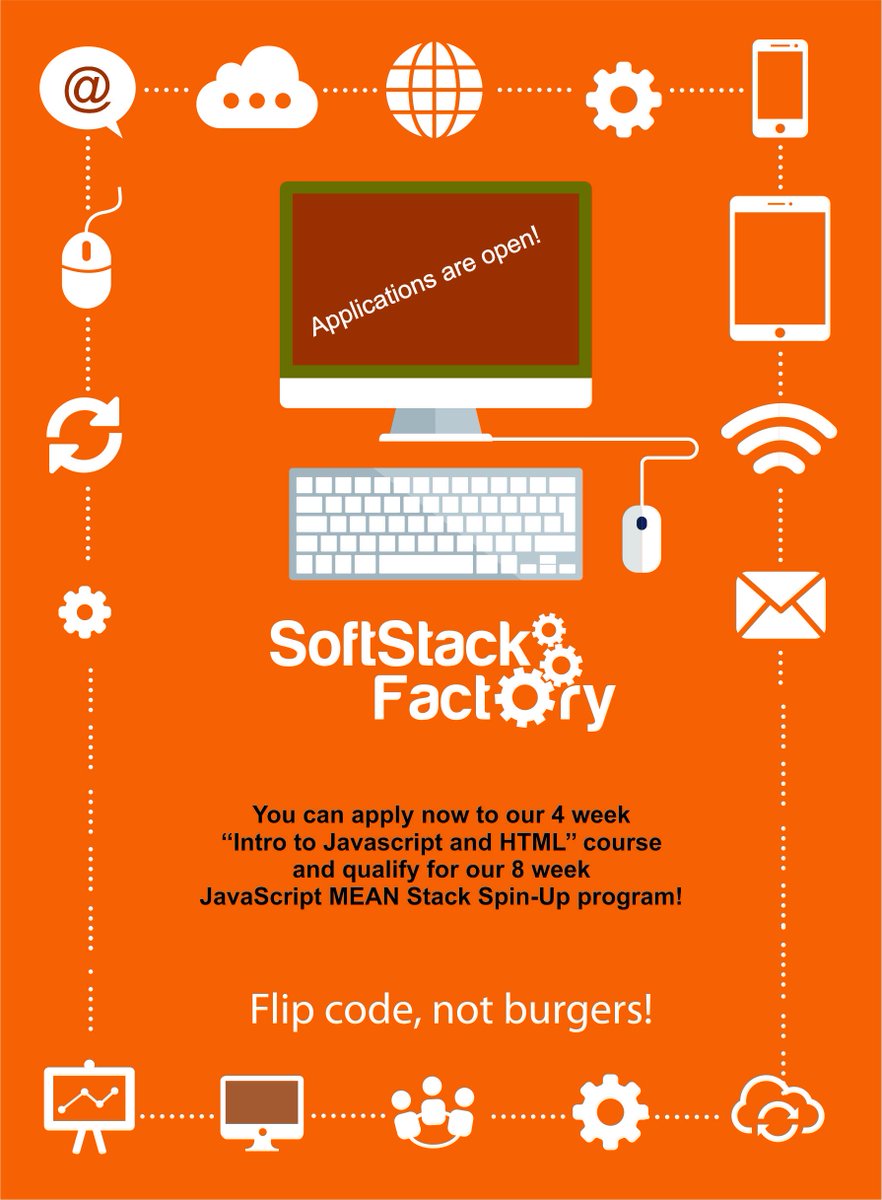 @
Applications are open!
SoftStack
Factory
You can apply now to our 4 week
“Intro to Javascript and HTML” course
and qualify for our 8 week
JavaScript MEAN Stack Spin-Up program!
Flip code, not burgers!